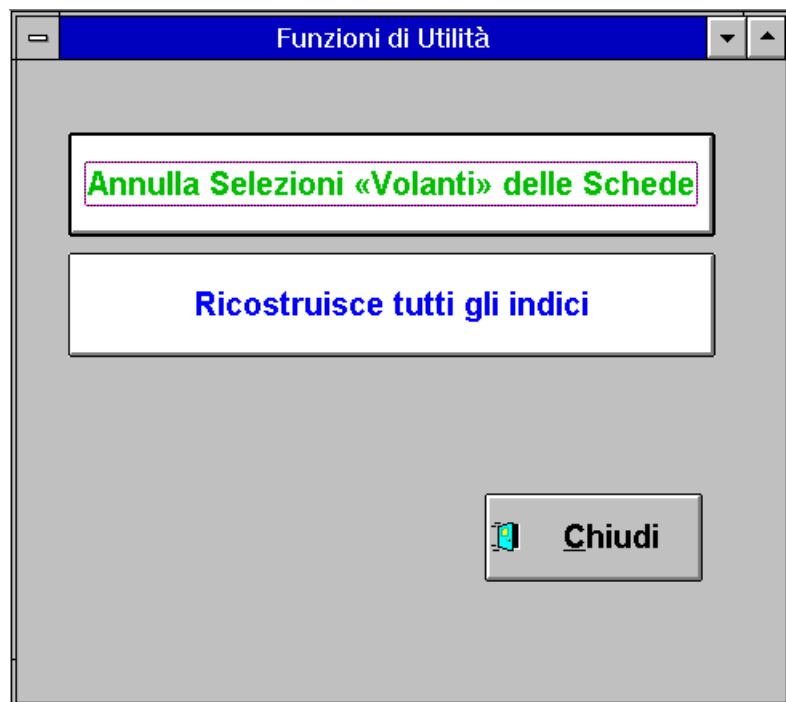 Funzioni di Utilità
Annulla Selezioni «Volanti» delle Schede
Ricostruisce tutti gli indici
Chiudi